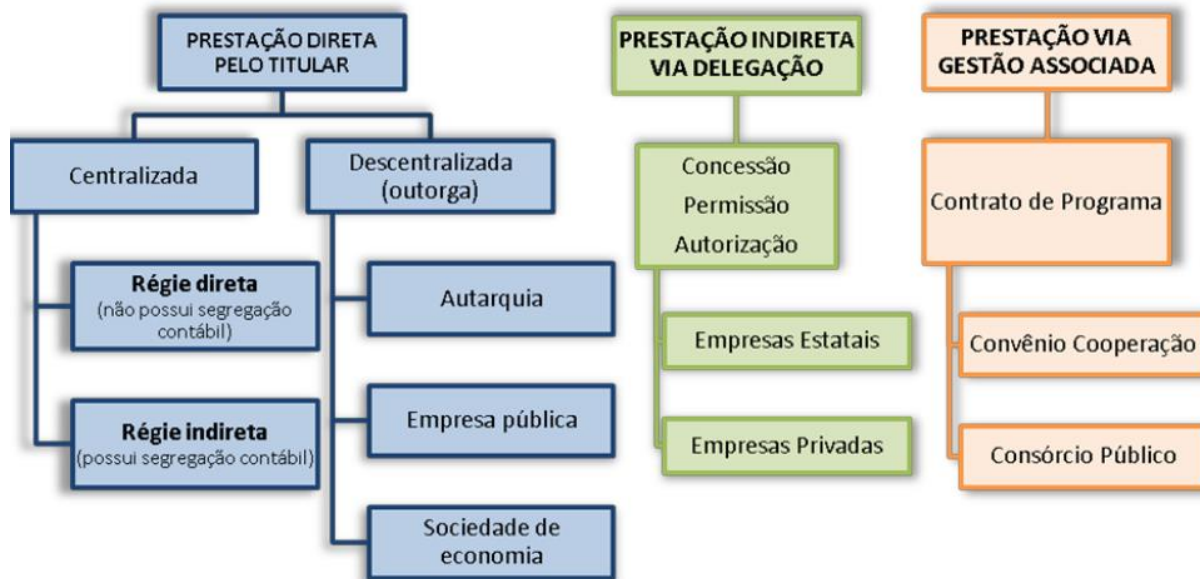 PRESTAÇÃO DIRETA
PELO TITULAR
Centralizada
Régie direta
(não possui segregação
contábil)
Régie indireta
(possui segregação contábil)
Descentralizada
(outorga)
Autarquia
Empresa pública
Sociedade de
economia
PRESTAÇÃO INDIRETA
VIA DELEGAÇÃO
Concessão
Permissão
Autorização
Empresas Estatais
Empresas Privadas
PRESTAÇÃO VIA
GESTÃO ASSOCIADA
Contrato de Programa
Convênio Cooperação
Consórcio Público